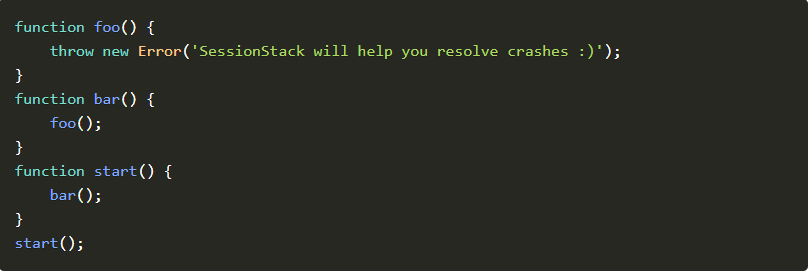 function foo() {
    throw new Error('SessionStack will help you resolve crashes :)');
}
function bar() {
    foo();
}
function start() {
    bar();
}
start();